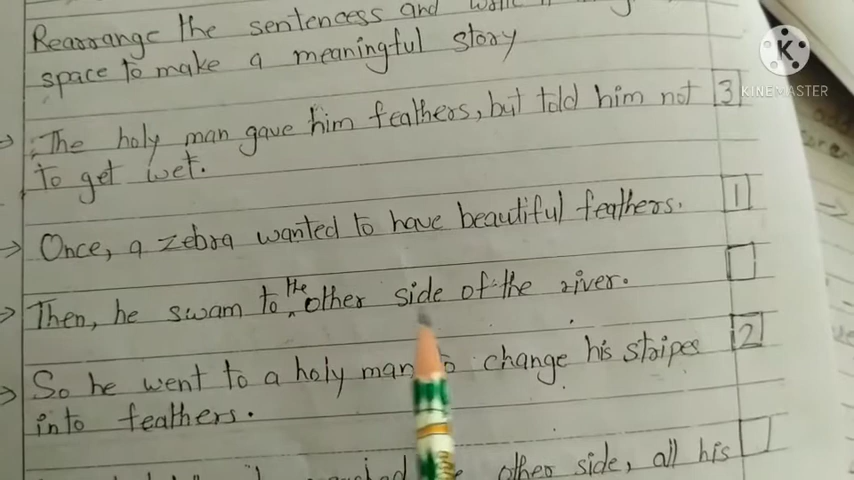 Rearrange the sentencess and
space to make a meaningful story
The holy man gave him feathers, but told him not 3
to get wet.
Once, a zebra wanted to have beautiful feathers. 1
Then, he swam to the other side of the river.
So he went to a holy man to change his stripes 2
into feathers.
other side, all his
K
KINEMASTER